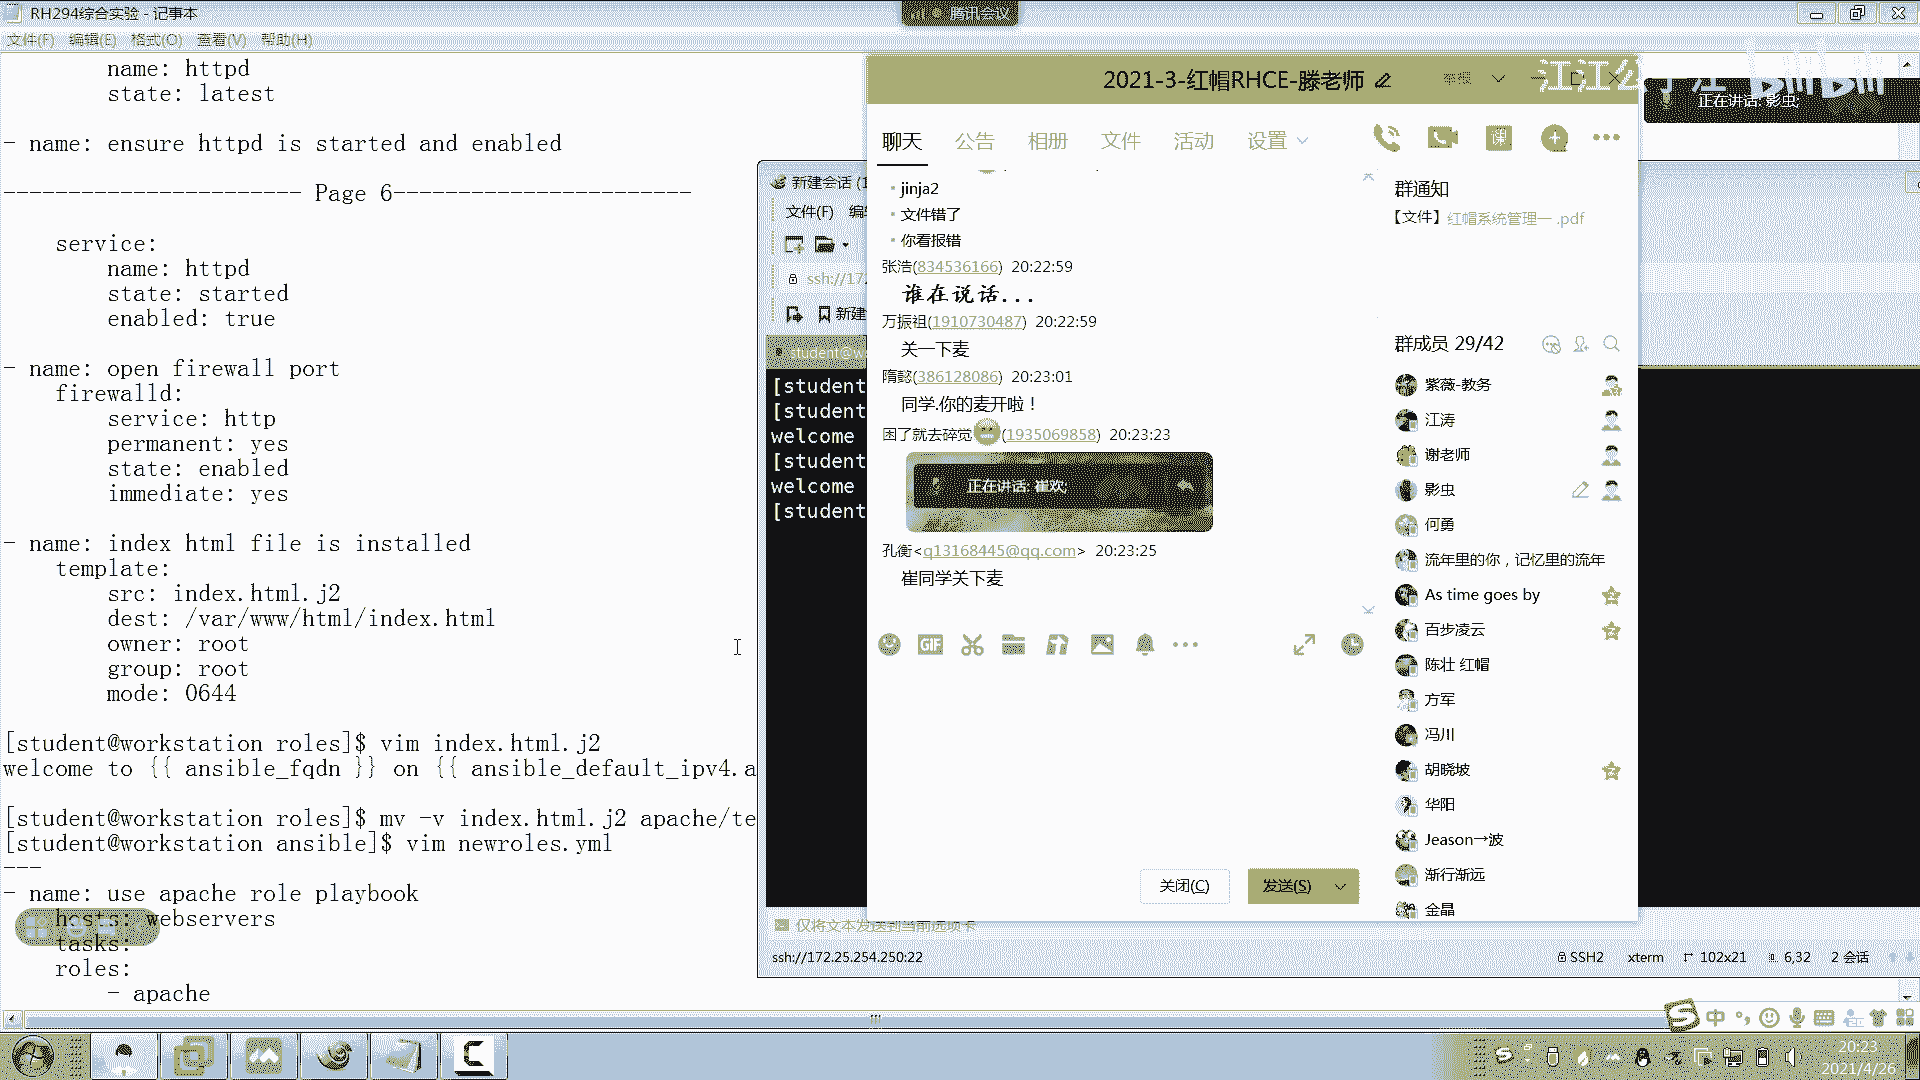 RH294综合实验 - 记事本
腾讯会议
文件(F) 编辑(E) 格式(O) 查看(V) 帮助(H)
name: httpd
state: latest
- name: ensure httpd is started and enabled
----------------------- Page 6-----------------------
service:
name: httpd
state: started
enabled: true
- name: open firewall port
firewalld:
service: http
permanent: yes
state: enabled
immediate: yes
- name: index html file is installed
template:
src: index.html.j2
dest: /var/www/html/index.html
owner: root
group: root
mode: 0644
[student@workstation roles]$ vim index.html.j2
welcome to {{ ansible_fqdn }} on {{ ansible_default_ipv4.a
[student@workstation roles]$ mv -v index.html.j2 apache/te
[student@workstation ansible]$ vim newroles.yml
---
- name: use apache role playbook
hosts: webservers
tasks:
roles:
- apache
新建会话 (1
文件(F) 编
ssh://17
新建
student@w
[student
[student
welcome
[student
welcome
[student
仅将文本发送到当前选项卡
ssh://172.25.254.250:22
SSH2 xterm 102x21 6,32 2 会话
2021-3-红帽RHCE-滕老师
举报
正在讲话: 影虫;
聊天 公告 相册 文件 活动 设置
jinja2
文件错了
你看报错
张浩(834536166) 20:22:59
谁在说话...
万振祖(1910730487) 20:22:59
关一下麦
隋懿(386128086) 20:23:01
同学.你的麦开啦！
困了就去碎觉(1935069858) 20:23:23
正在讲话: 崔欢;
孔衡<q13168445@qq.com> 20:23:25
崔同学关下麦
GIF
关闭(C) 发送(S)
群通知
【文件】红帽系统管理一 .pdf
群成员 29/42
紫薇-教务
江涛
谢老师
影虫
何勇
流年里的你，记忆里的流年
As time goes by
百步凌云
陈壮 红帽
方军
冯川
胡晓坡
华阳
Jeason→波
渐行渐远
金晶
中
20:23
2021/4/26